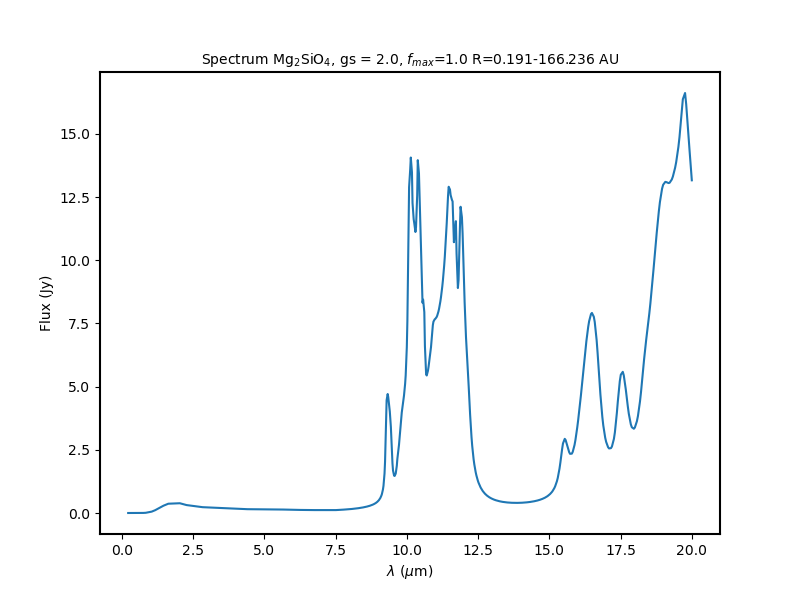 Spectrum Mg₂SiO₄, gs = 2.0, fₘₐₓ=1.0 R=0.191-166.236 AU
15.0
12.5
10.0
7.5
5.0
2.5
0.0
Flux (Jy)
0.0 2.5 5.0 7.5 10.0 12.5 15.0 17.5 20.0
λ (μm)